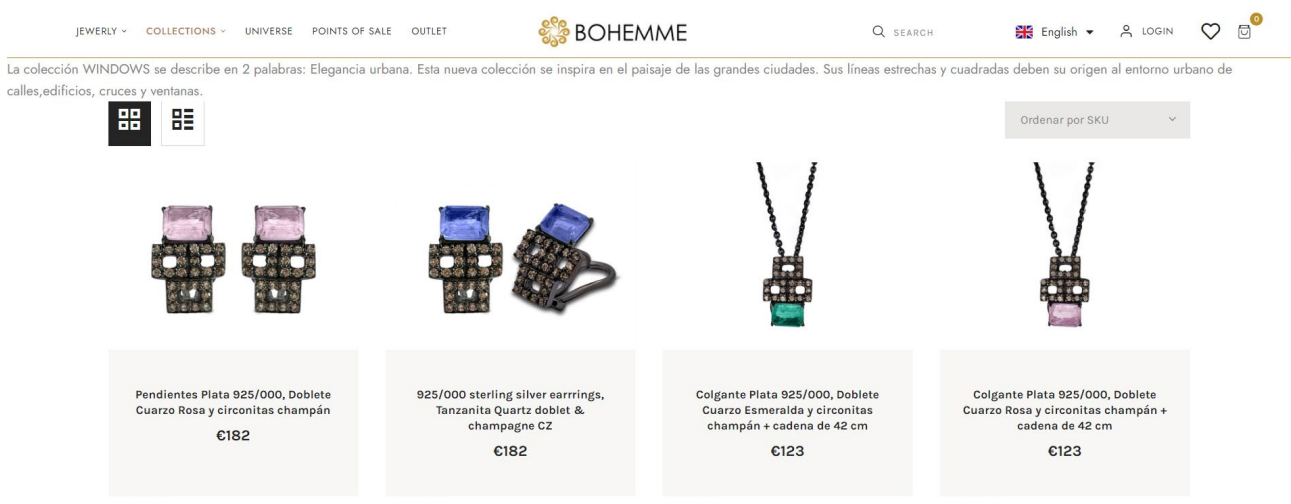 JEWERLY COLLECTIONS UNIVERSE POINTS OF SALE OUTLET BOHEMME SEARCH English LOGIN 0
La colección WINDOWS se describe en 2 palabras: Elegancia urbana. Esta nueva colección se inspira en el paisaje de las grandes ciudades. Sus líneas estrechas y cuadradas deben su origen al entorno urbano de
calles,edificios, cruces y ventanas.
Ordenar por SKU
Pendientes Plata 925/000, Doblete
Cuarzo Rosa y circonitas champán
€182
925/000 sterling silver earrrings,
Tanzanita Quartz doblet &
champagne CZ
€182
Colgante Plata 925/000, Doblete
Cuarzo Esmeralda y circonitas
champán + cadena de 42 cm
€123
Colgante Plata 925/000, Doblete
Cuarzo Rosa y circonitas champán +
cadena de 42 cm
€123